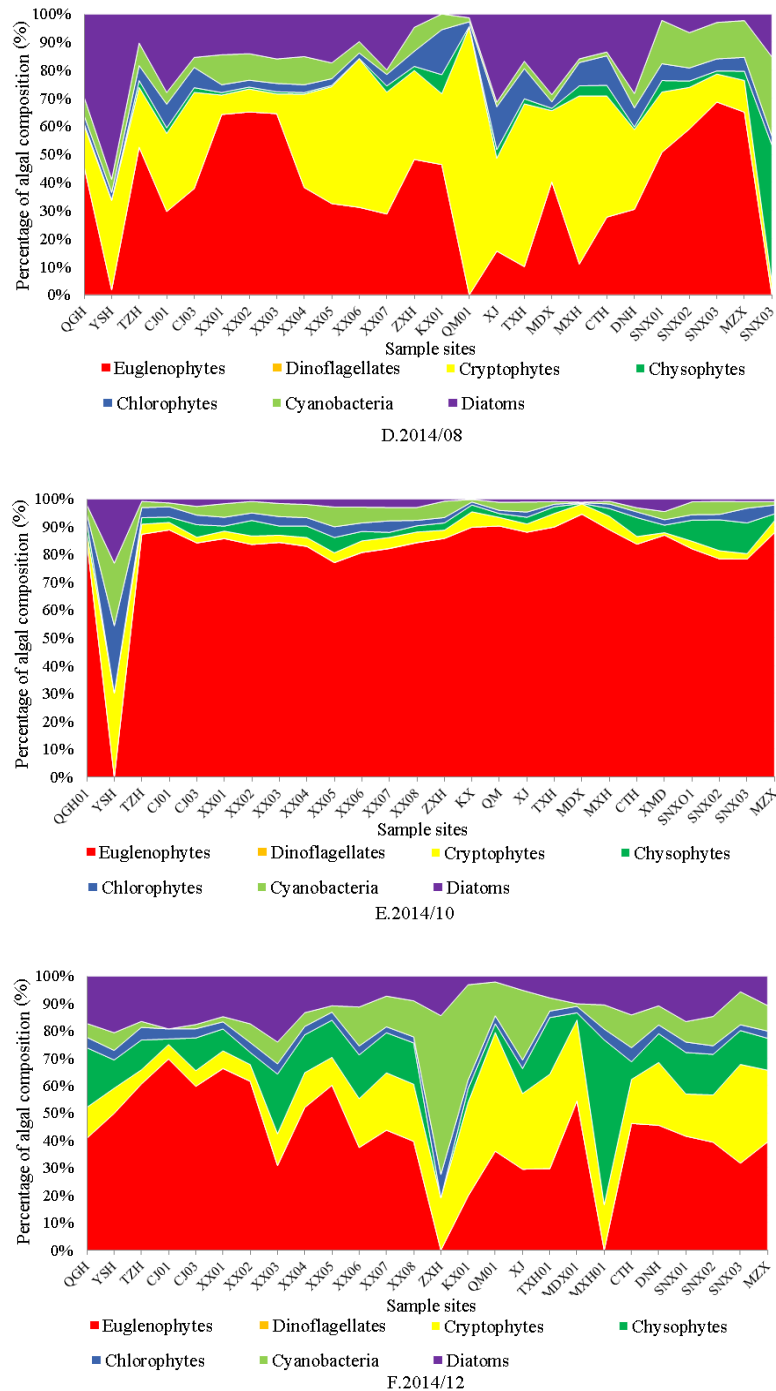 100%
90%
80%
70%
60%
50%
40%
30%
20%
10%
0%
Percentage of algal composition (%)
QGH YSH TZH CJ01 CJ03 XX01 XX02 XX03 XX04 XX05 XX06 XX07 ZXH KX01 QM01 XJ TXH MDX MXH CTH DNH SNX01 SNX02 SNX03 MZX SNX03
Sample sites
Euglenophytes Dinoflagellates Cryptophytes Chysophytes
Chlorophytes Cyanobacteria Diatoms
D.2014/08
100%
90%
80%
70%
60%
50%
40%
30%
20%
10%
0%
Percentage of algal composition (%)
QGH01 YSH TZH CJ01 CJ03 XX01 XX02 XX03 XX04 XX05 XX06 XX07 XX08 ZXH KX QM XJ TXH MDX MXH CTH XMD SNXO1 SNX02 SNX03 MZX
Sample sites
Euglenophytes Dinoflagellates Cryptophytes Chysophytes
Chlorophytes Cyanobacteria Diatoms
E.2014/10
100%
90%
80%
70%
60%
50%
40%
30%
20%
10%
0%
Percentage of algal composition (%)
QGH YSH TZH CJ01 CJ03 XX01 XX02 XX03 XX04 XX05 XX06 XX07 XX08 ZXH KX01 QM01 XJ TXH01 MDX01 MXH01 CTH DNH SNX01 SNX02 SNX03 MZX
Sample sites
Euglenophytes Dinoflagellates Cryptophytes Chysophytes
Chlorophytes Cyanobacteria Diatoms
F.2014/12